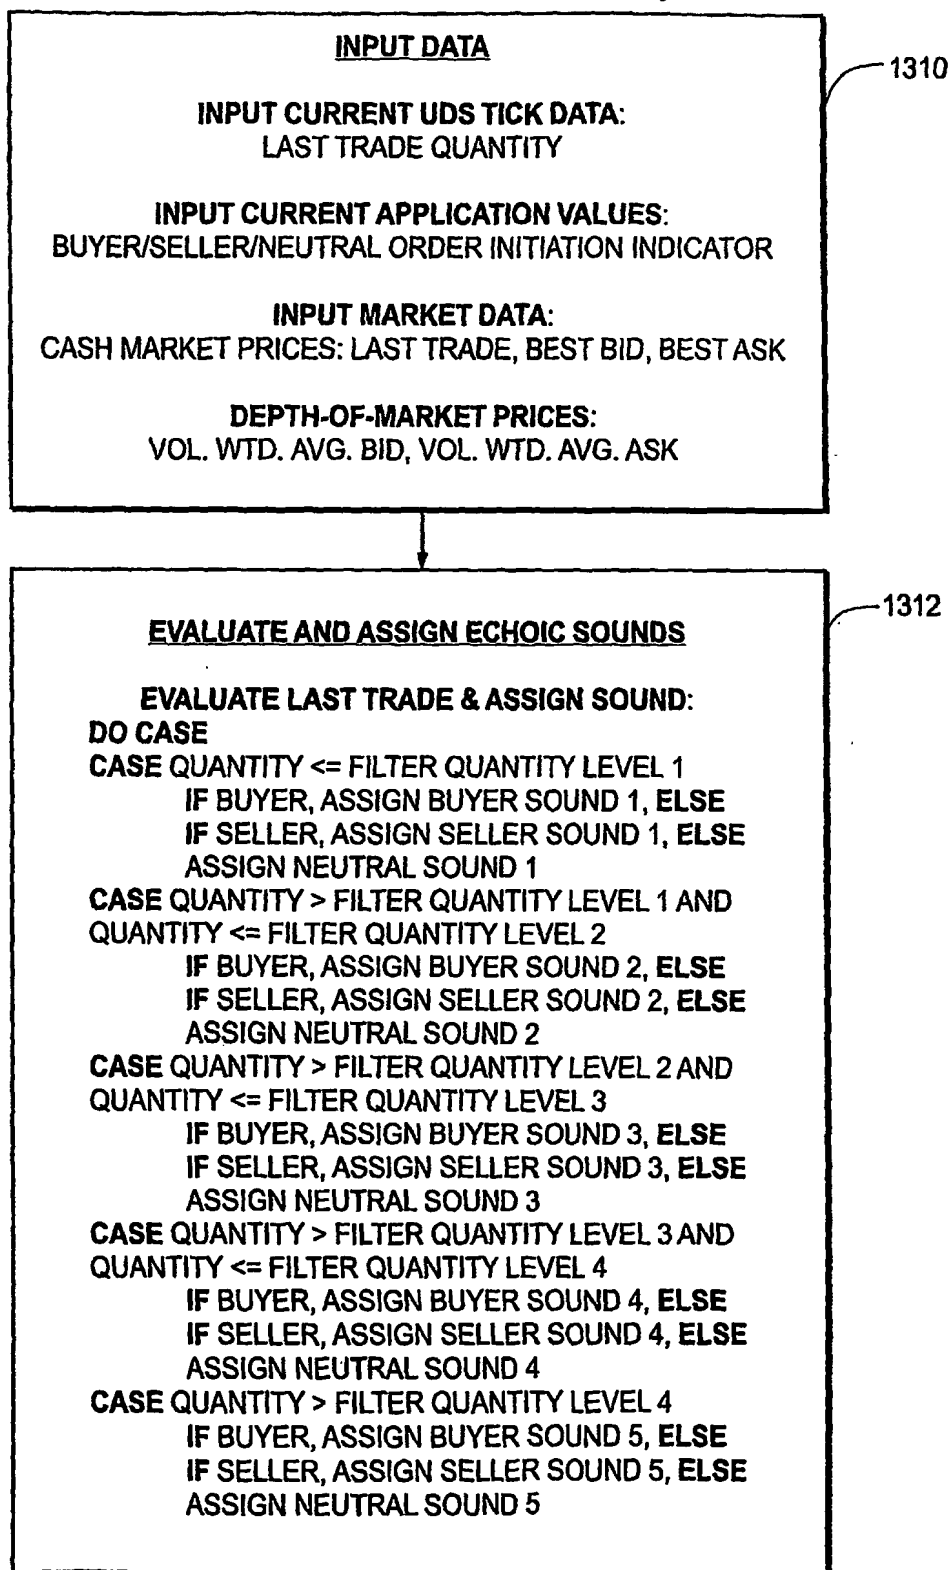 INPUT DATA
1310
INPUT CURRENT UDS TICK DATA:
LAST TRADE QUANTITY
INPUT CURRENT APPLICATION VALUES:
BUYER/SELLER/NEUTRAL ORDER INITIATION INDICATOR
INPUT MARKET DATA:
CASH MARKET PRICES: LAST TRADE, BEST BID, BEST ASK
DEPTH-OF-MARKET PRICES:
VOL. WTD. AVG. BID, VOL. WTD. AVG. ASK
1312
EVALUATE AND ASSIGN ECHOIC SOUNDS
EVALUATE LAST TRADE & ASSIGN SOUND:
DO CASE
CASE QUANTITY <= FILTER QUANTITY LEVEL 1
IF BUYER, ASSIGN BUYER SOUND 1, ELSE
IF SELLER, ASSIGN SELLER SOUND 1, ELSE
ASSIGN NEUTRAL SOUND 1
CASE QUANTITY > FILTER QUANTITY LEVEL 1 AND
QUANTITY <= FILTER QUANTITY LEVEL 2
IF BUYER, ASSIGN BUYER SOUND 2, ELSE
IF SELLER, ASSIGN SELLER SOUND 2, ELSE
ASSIGN NEUTRAL SOUND 2
CASE QUANTITY > FILTER QUANTITY LEVEL 2 AND
QUANTITY <= FILTER QUANTITY LEVEL 3
IF BUYER, ASSIGN BUYER SOUND 3, ELSE
IF SELLER, ASSIGN SELLER SOUND 3, ELSE
ASSIGN NEUTRAL SOUND 3
CASE QUANTITY > FILTER QUANTITY LEVEL 3 AND
QUANTITY <= FILTER QUANTITY LEVEL 4
IF BUYER, ASSIGN BUYER SOUND 4, ELSE
IF SELLER, ASSIGN SELLER SOUND 4, ELSE
ASSIGN NEUTRAL SOUND 4
CASE QUANTITY > FILTER QUANTITY LEVEL 4
IF BUYER, ASSIGN BUYER SOUND 5, ELSE
IF SELLER, ASSIGN SELLER SOUND 5, ELSE
ASSIGN NEUTRAL SOUND 5